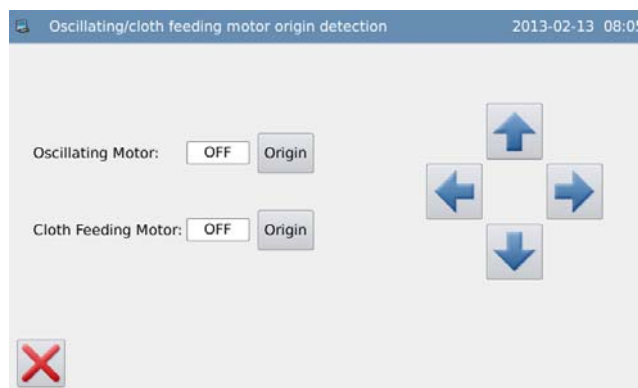 Oscillating/cloth feeding motor origin detection 2013-02-13 08:05
Oscillating Motor: OFF Origin
Cloth Feeding Motor: OFF Origin